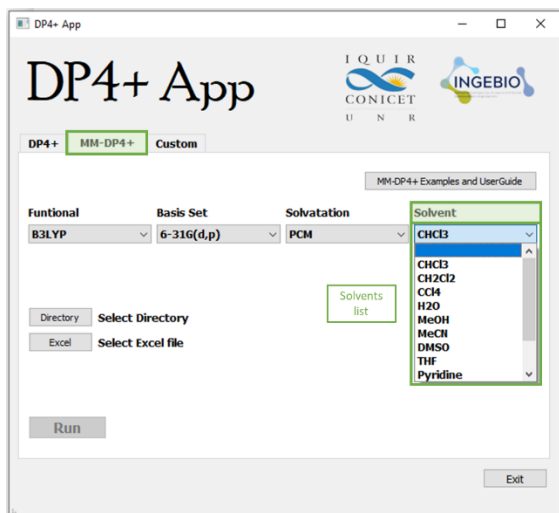 DP4+ App
DP4+ App
I Q U I R
CONICET
U N R
INGEBIO
DP4+ MM-DP4+ Custom
MM-DP4+ Examples and UserGuide
Funtional Basis Set Solvatation Solvent
B3LYP 6-31G(d,p) PCM CHCl3
CHCl3
CH2Cl2
CCl4
H2O
MeOH
MeCN
DMSO
THF
Pyridine
Solvents
list
Directory Select Directory
Excel Select Excel file
Run
Exit